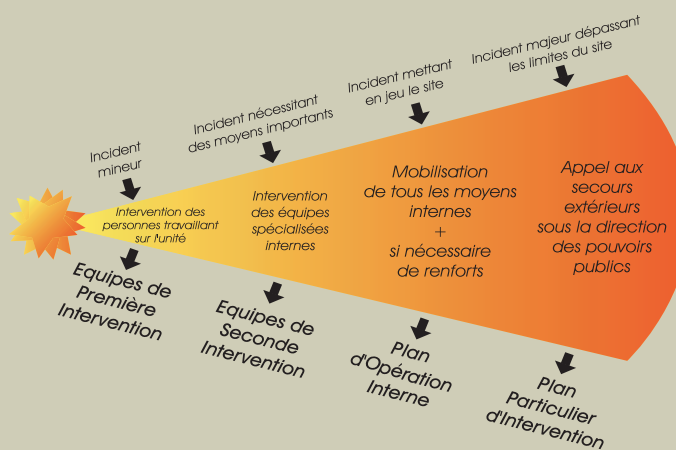 Incident
mineur
Incident nécessitant
des moyens importants
Incident mettant
en jeu le site
Incident majeur dépassant
les limites du site
Intervention des
personnes travaillant
sur l'unité
Intervention
des équipes
spécialisées
internes
Mobilisation
de tous les moyens
internes
+
si nécessaire
de renforts
Appel aux
secours
extérieurs
sous la direction
des pouvoirs
publics
Equipes de
Première
Intervention
Equipes de
Seconde
Intervention
Plan
d'Opération
Interne
Plan
Particulier
d'Intervention